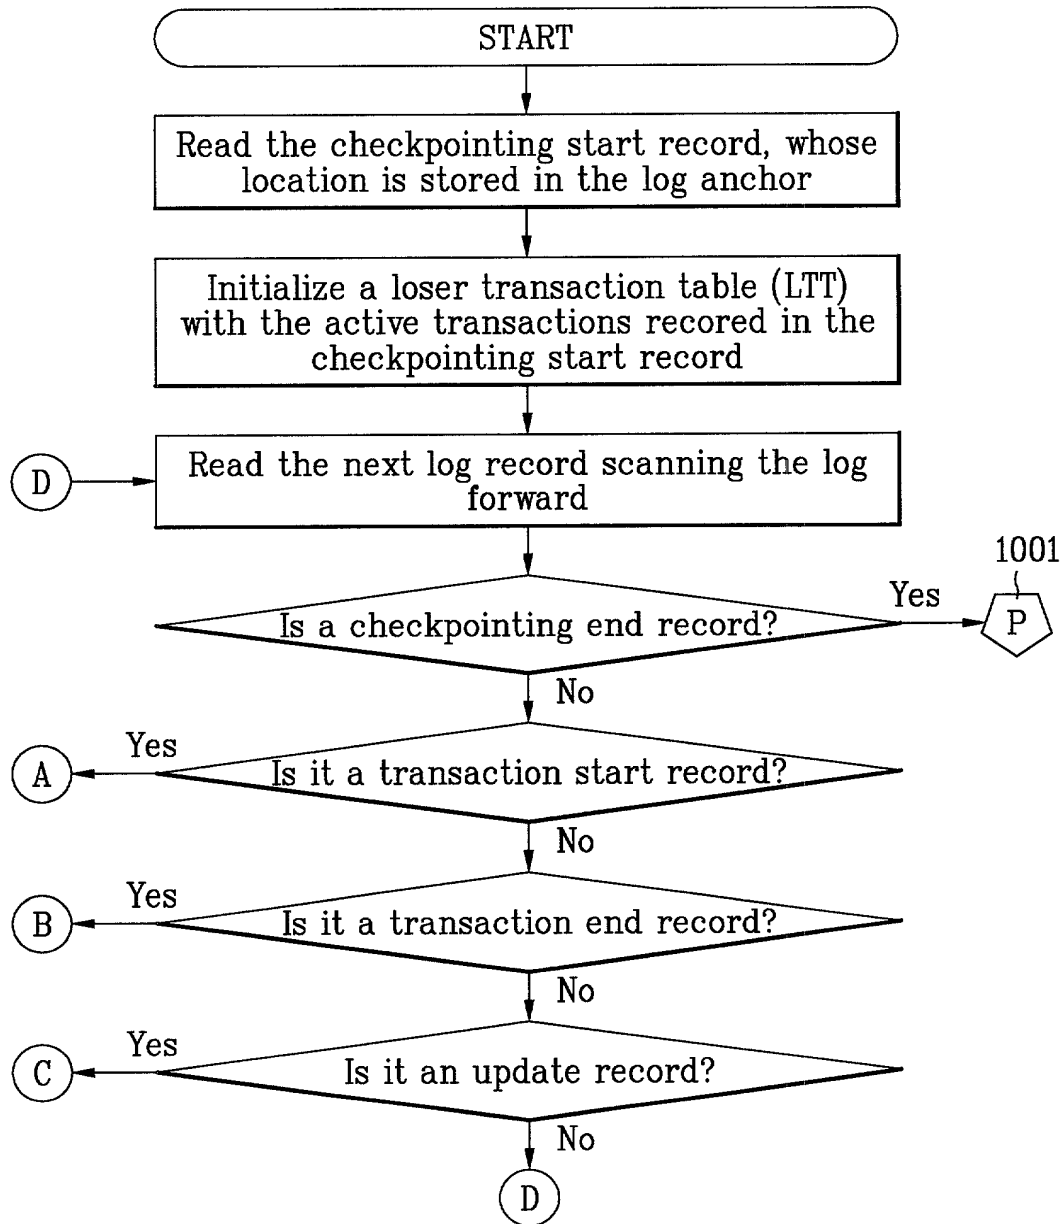 START
Read the checkpointing start record, whose
location is stored in the log anchor
Initialize a loser transaction table (LTT)
with the active transactions recored in the
checkpointing start record
D
Read the next log record scanning the log
forward
1001
Is a checkpointing end record?
Yes
P
No
Yes
A
Is it a transaction start record?
No
Yes
B
Is it a transaction end record?
No
Yes
C
Is it an update record?
No
D